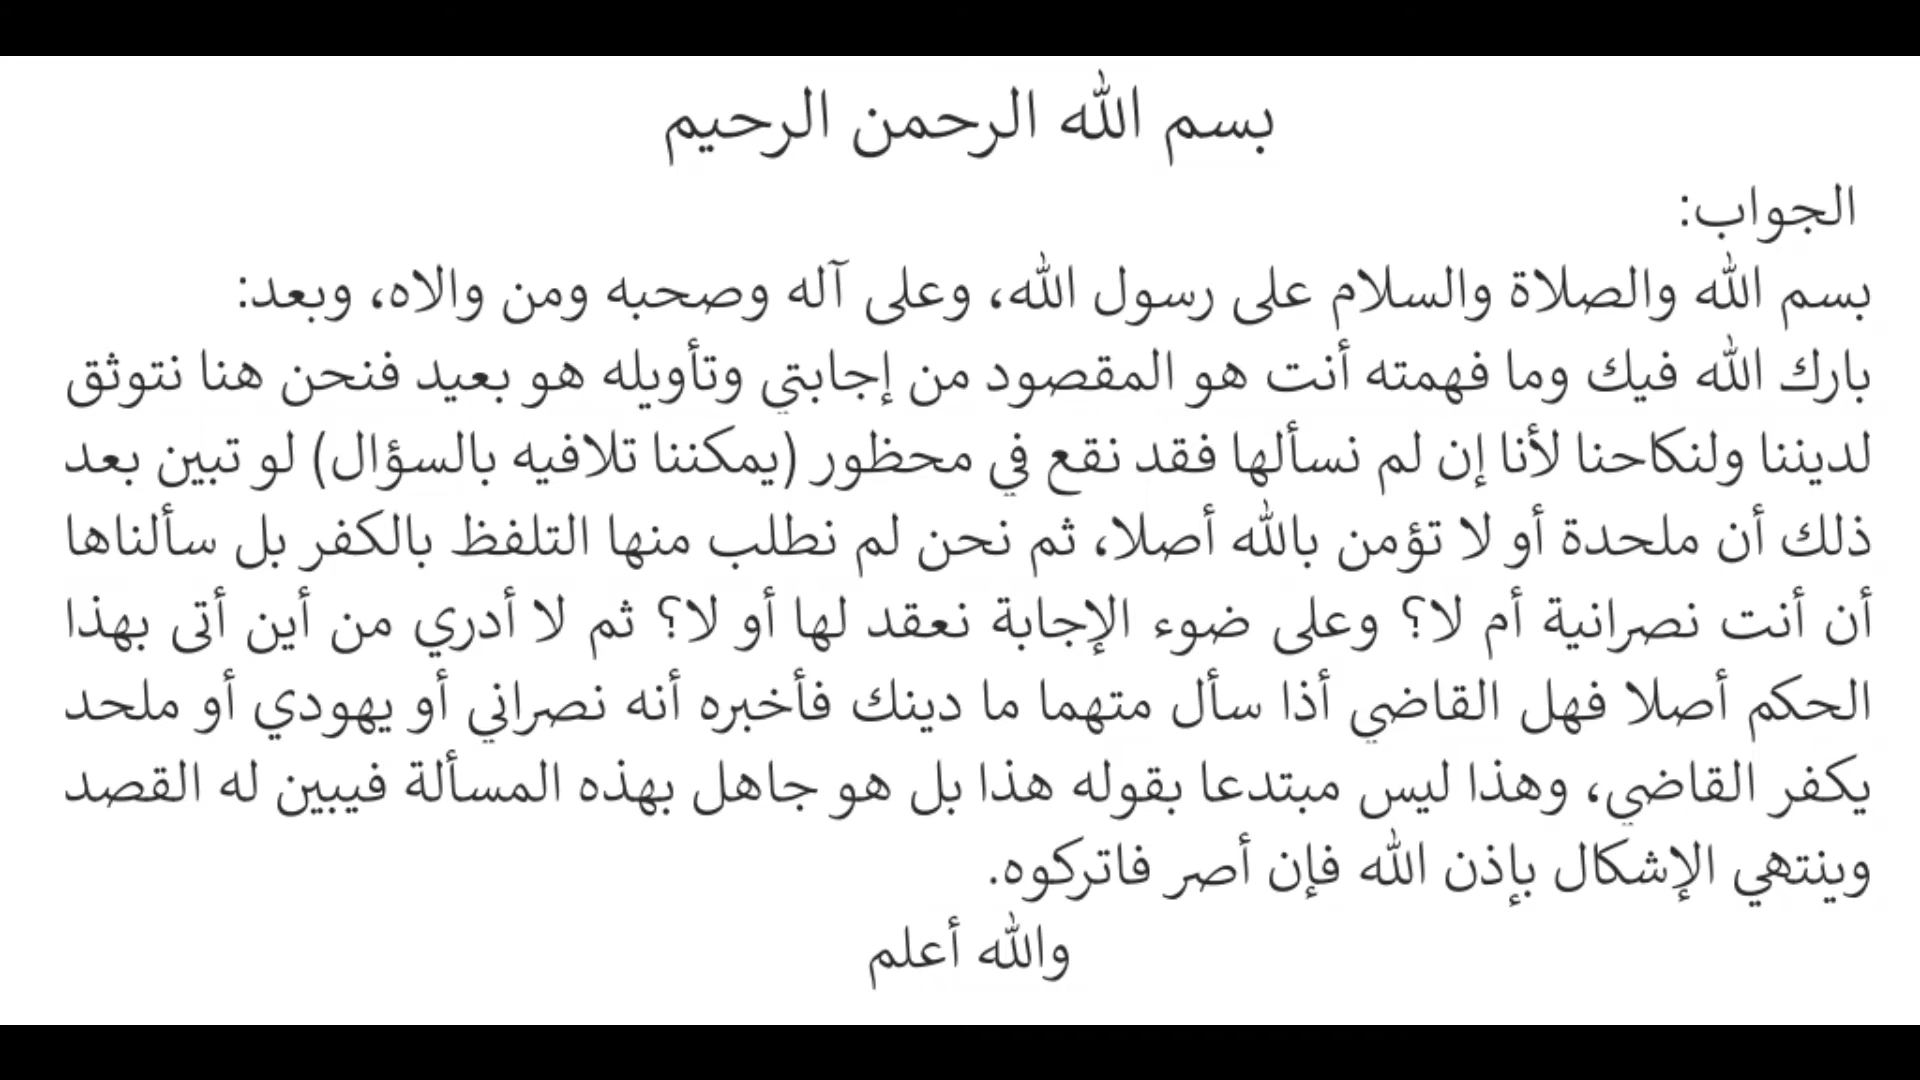 بسم الله الرحمن الرحيم
الجواب:
بسم الله والصلاة والسلام على رسول الله، وعلى آله وصحبه ومن والاه، وبعد:
بارك الله فيك وما فهمته أنت هو المقصود من إجابتي وتأويله هو بعيد فنحن هنا نتوثق
لديننا ولنكاحنا لأنا إن لم نسألها فقد نقع في محظور (يمكننا تلافيه بالسؤال) لو تبين بعد
ذلك أن ملحدة أو لا تؤمن بالله أصلا، ثم نحن لم نطلب منها التلفظ بالكفر بل سألناها
أن أنت نصرانية أم لا؟ وعلى ضوء الإجابة نعقد لها أو لا؟ ثم لا أدري من أين أتى بهذا
الحكم أصلا فهل القاضي أذا سأل متهما ما دينك فأخبره أنه نصراني أو يهودي أو ملحد
يكفر القاضي، وهذا ليس مبتدعا بقوله هذا بل هو جاهل بهذه المسألة فيبين له القصد
وينتهي الإشكال بإذن الله فإن أصر فاتركوه.
والله أعلم